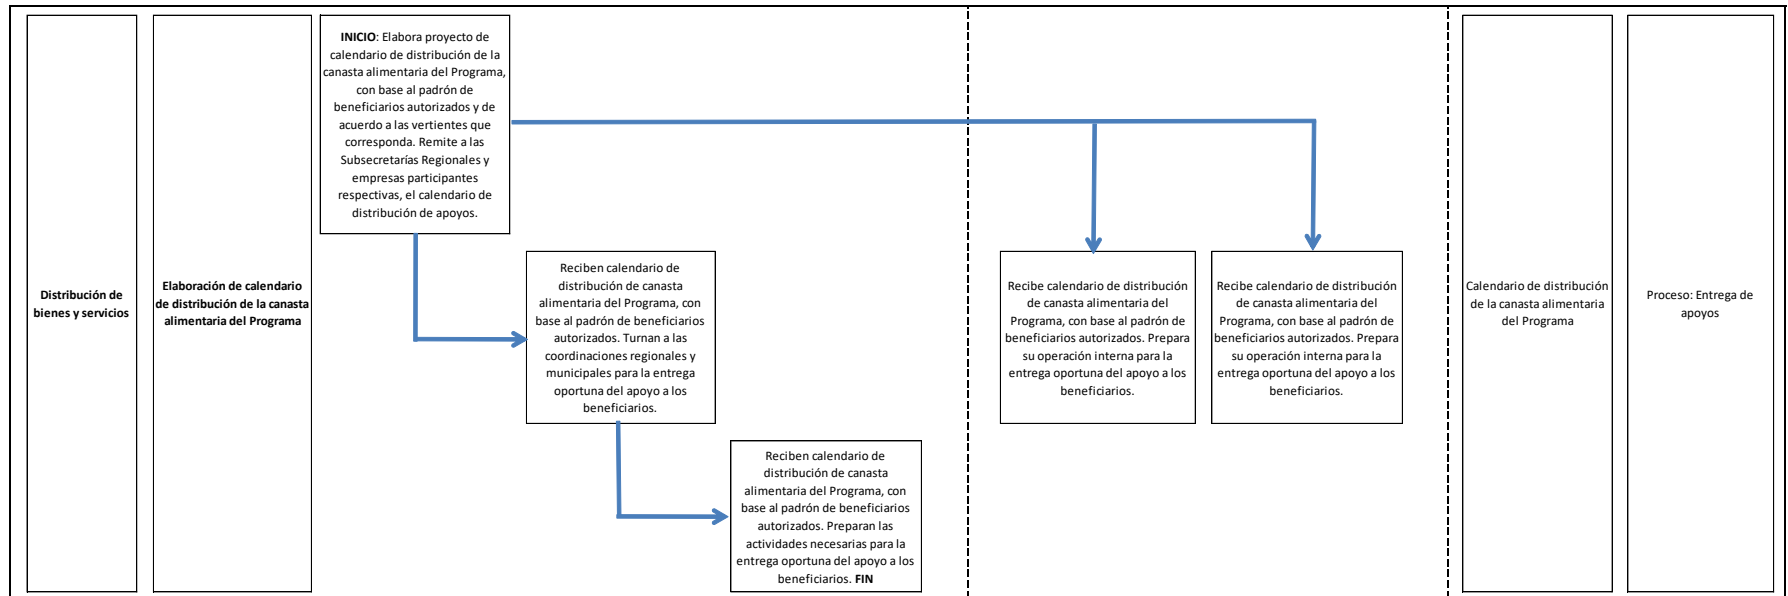 Distribución de
bienes y servicios
Elaboración de calendario
de distribución de la canasta
alimentaria del Programa
INICIO: Elabora proyecto de
calendario de distribución de la
canasta alimentaria del Programa,
con base al padrón de
beneficiarios autorizados y de
acuerdo a las vertientes que
corresponda. Remite a las
Subsecretarías Regionales y
empresas participantes
respectivas, el calendario de
distribución de apoyos.
Reciben calendario de
distribución de canasta
alimentaria del Programa, con
base al padrón de beneficiarios
autorizados. Turnan a las
coordinaciones regionales y
municipales para la entrega
oportuna del apoyo a los
beneficiarios.
Reciben calendario de
distribución de canasta
alimentaria del Programa, con
base al padrón de beneficiarios
autorizados. Preparan las
actividades necesarias para la
entrega oportuna del apoyo a los
beneficiarios. FIN
Recibe calendario de distribución
de canasta alimentaria del
Programa, con base al padrón de
beneficiarios autorizados. Prepara
su operación interna para la
entrega oportuna del apoyo a los
beneficiarios.
Recibe calendario de distribución
de canasta alimentaria del
Programa, con base al padrón de
beneficiarios autorizados. Prepara
su operación interna para la
entrega oportuna del apoyo a los
beneficiarios.
Calendario de distribución
de la canasta alimentaria
del Programa
Proceso: Entrega de
apoyos